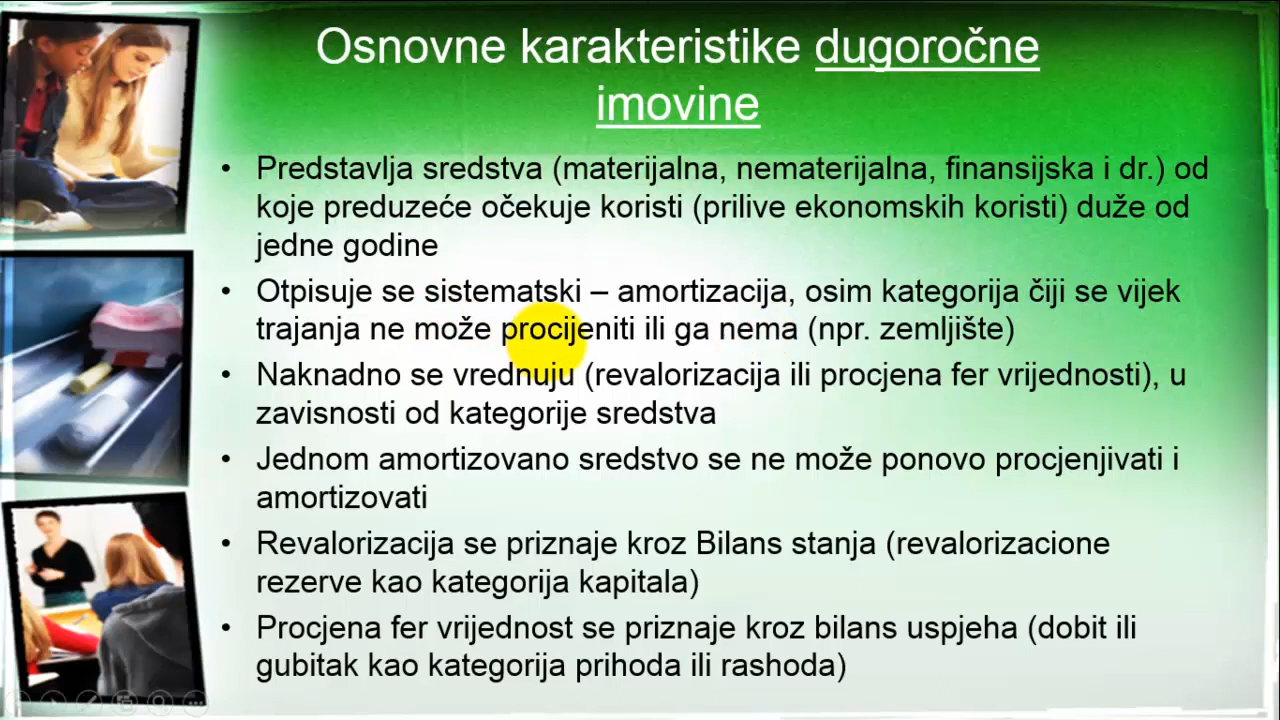 Osnovne karakteristike dugoročne
imovine
• Predstavlja sredstva (materijalna, nematerijalna, finansijska i dr.) od
koje preduzeće očekuje koristi (prilive ekonomskih koristi) duže od
jedne godine
• Otpisuje se sistematski – amortizacija, osim kategorija čiji se vijek
trajanja ne može procijeniti ili ga nema (npr. zemljište)
• Naknadno se vrednuju (revalorizacija ili procjena fer vrijednosti), u
zavisnosti od kategorije sredstva
• Jednom amortizovano sredstvo se ne može ponovo procjenjivati i
amortizovati
• Revalorizacija se priznaje kroz Bilans stanja (revalorizacione
rezerve kao kategorija kapitala)
• Procjena fer vrijednost se priznaje kroz bilans uspjeha (dobit ili
gubitak kao kategorija prihoda ili rashoda)